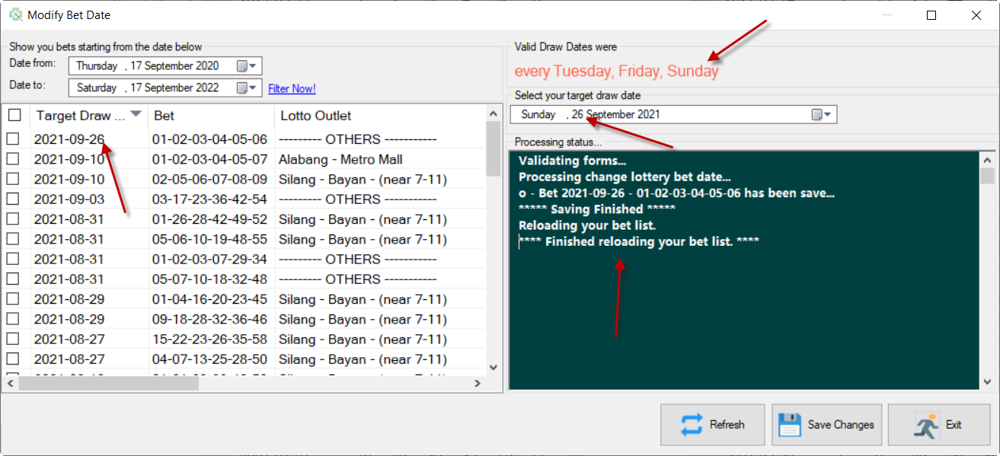 Modify Bet Date
Show you bets starting from the date below
Date from:
Thursday , 17 September 2020
Date to:
Saturday , 17 September 2022
Filter Now!
Target Draw ... Bet Lotto Outlet
2021-09-26 01-02-03-04-05-06 --------- OTHERS -----------
2021-09-10 01-02-03-04-05-07 Alabang - Metro Mall
2021-09-10 02-05-06-07-08-09 Silang - Bayan - (near 7-11)
2021-09-03 03-17-23-36-42-54 --------- OTHERS -----------
2021-08-31 01-26-28-42-49-52 Silang - Bayan - (near 7-11)
2021-08-31 05-06-10-19-48-55 Silang - Bayan - (near 7-11)
2021-08-31 01-02-03-07-29-34 --------- OTHERS -----------
2021-08-31 05-07-10-18-32-48 --------- OTHERS -----------
2021-08-29 01-04-16-20-23-45 Silang - Bayan - (near 7-11)
2021-08-29 09-18-28-32-36-46 Silang - Bayan - (near 7-11)
2021-08-27 15-22-23-26-35-58 Silang - Bayan - (near 7-11)
2021-08-27 04-07-13-25-28-50 Silang - Bayan - (near 7-11)
Valid Draw Dates were
every Tuesday, Friday, Sunday
Select your target draw date
Sunday , 26 September 2021
Processing status...
Validating forms...
Processing change lottery bet date...
o - Bet 2021-09-26 - 01-02-03-04-05-06 has been save...
***** Saving Finished *****
Reloading your bet list.
**** Finished reloading your bet list. ****
Refresh
Save Changes
Exit